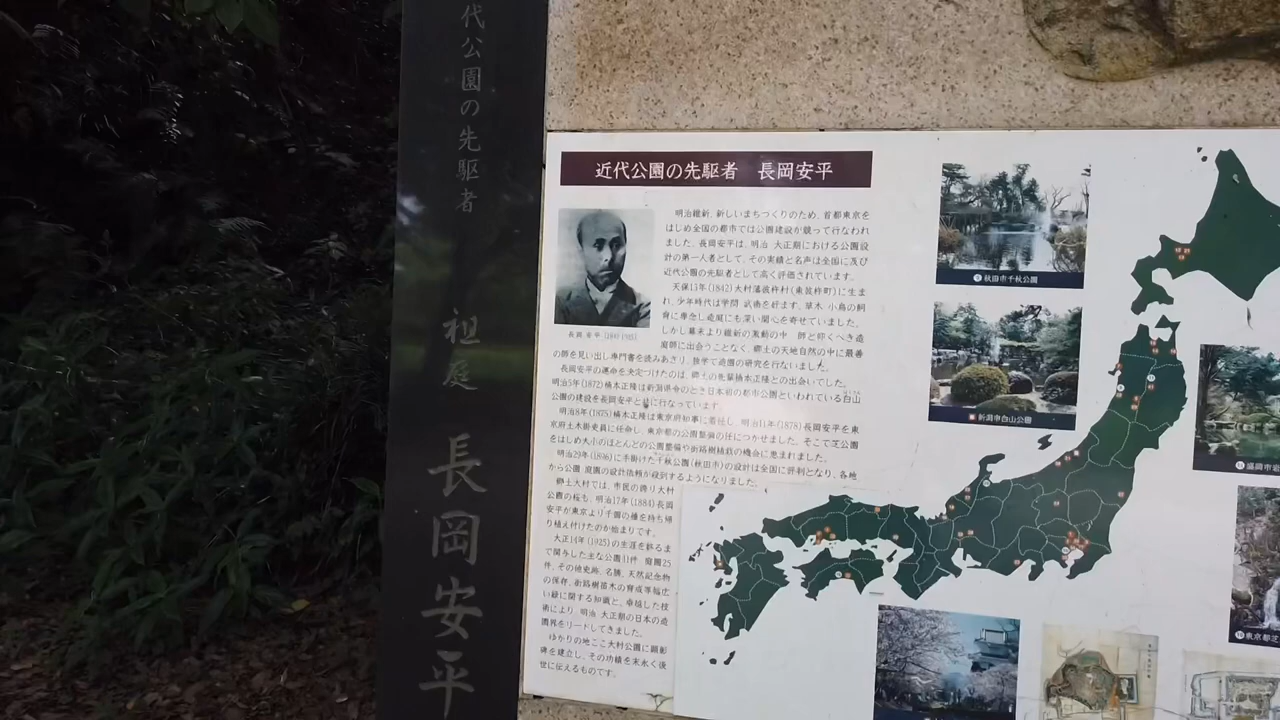 代公園の先駆者
祖庭 長岡安平
近代公園の先駆者 長岡安平
明治維新、新しいまちづくりのため、首都東京を
はじめ全国の都市では公園建設が競って行なわれ
ました。長岡安平は、明治 大正期における公園設
計の第一人者として、その実績と名声は全国に及び
近代公園の先駆者として高く評価されています。
天保13年(1842)大村藩彼杵村(東彼杵町)に生ま
れ、少年時代は学問 武術を好まず、草木 小鳥の飼
育に専念し造庭にも深い関心を寄せていました。
しかし幕末より維新の激動の中 師と仰くべき造
庭師に出会うことなく、郷土の天地自然の中に最善
の師を見い出し専門書を読みあさり、独学で造園の研究を行ないました。
長岡安平の運命を決定づけたのは、郷土の先輩楠本正隆との出会いでした。
明治5年(1872)楠本正隆は新潟県令のとき日本初の都市公園といわれている白山
公園の建設を長岡安平と共に行なっています。
明治8年(1875)楠本正隆は東京府知事に着任し、明治11年(1878)長岡安平を東
京府土木掛吏員に任命し、東京都の公園整備の任につかせました。そこで芝公園
をはじめ大小のほとんどの公園整備や街路樹植栽の機会に恵まれました。
明治29年(1896)に手掛けた千秋公園(秋田市)の設計は全国に評判となり、各地
から公園 庭園の設計依頼が殺到するようになりました。
郷土大村では、市民の誇り大村
公園の桜も、明治17年(1884)長岡
安平が東京より千個の種を持ち帰
り植え付けたのが始まりです。
大正14年(1925)の生涯を終るま
で関与した主な公園 庭園25
件、その他史跡、名勝、天然記念物
の保存、街路樹苗木の育成等幅広
い緑に関する知識と、卓越した技
術により、明治 大正期の日本の造
園界をリードしてきました。
ゆかりの地ここ大村公園に顕彰
碑を建立し、その功績を末永く後
世に伝えるものです。
長岡 安平
秋田市千秋公園
新潟市白山公園
盛岡市岩
東京都芝